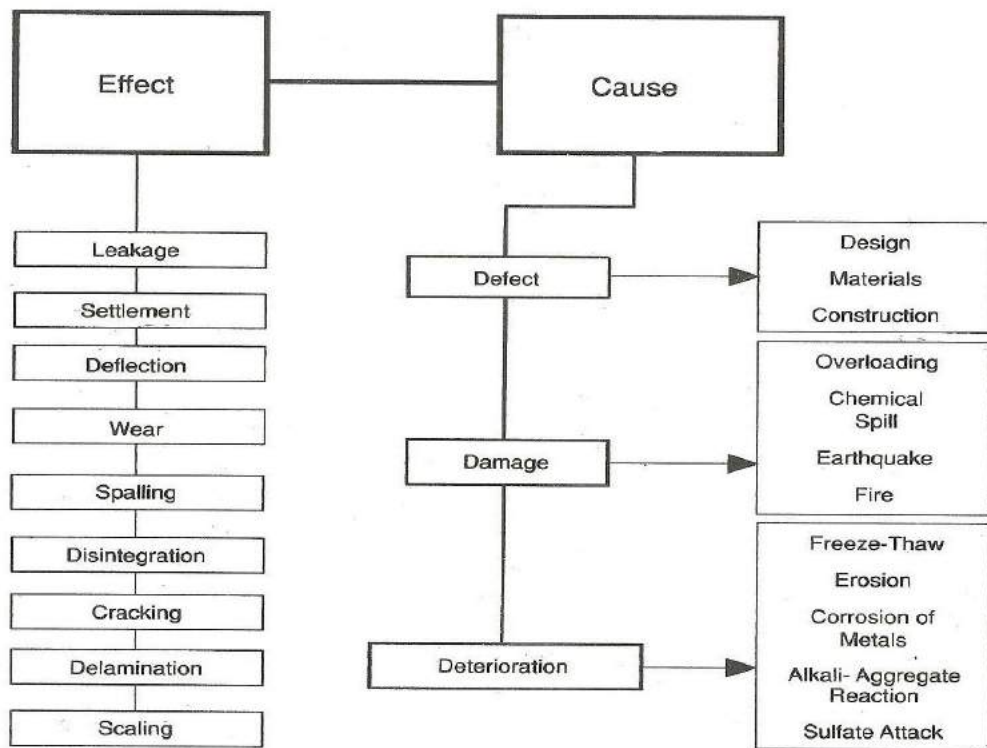 Effect
Cause
Leakage
Settlement
Deflection
Wear
Spalling
Disintegration
Cracking
Delamination
Scaling
Defect
Design
Materials
Construction
Damage
Overloading
Chemical
Spill
Earthquake
Fire
Deterioration
Freeze-Thaw
Erosion
Corrosion of
Metals
Alkali- Aggregate
Reaction
Sulfate Attack